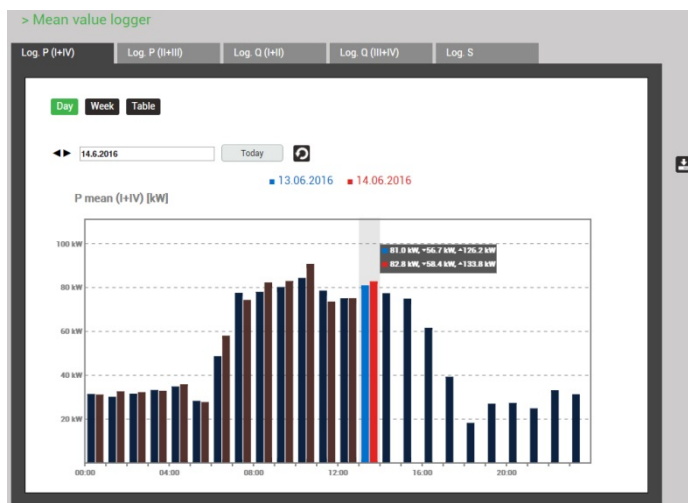 > Mean value logger
Log. P (I+IV) Log. P (II+III) Log. Q (I+II) Log. Q (III+IV) Log. S
Day Week Table
14.6.2016 Today
13.06.2016 14.06.2016
P mean (I+IV) [kW]
100 kW
81.0 kW, 56.7 kW, 126.2 kW
82.8 kW, 58.4 kW, 133.8 kW
80 kW
60 kW
40 kW
20 kW
00:00 04:00 08:00 12:00 16:00 20:00